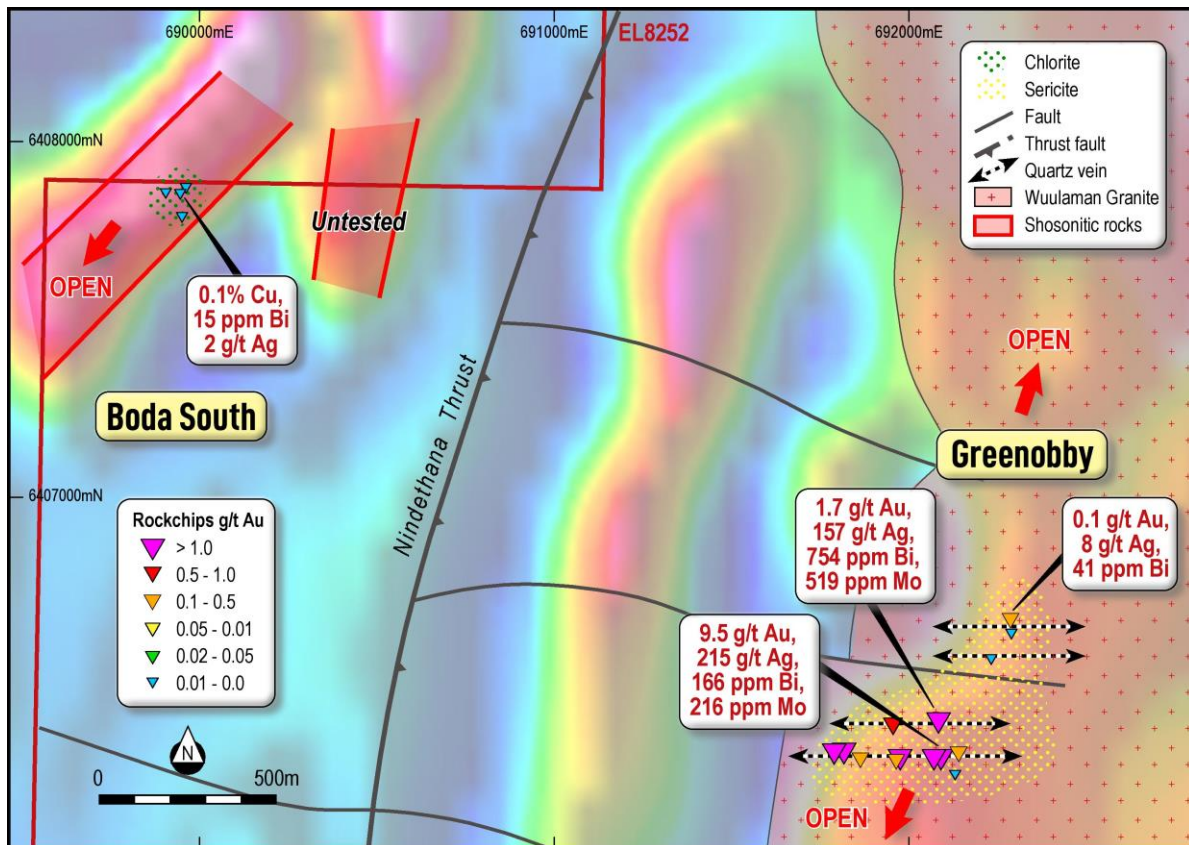 690000mE
691000mE
EL8252
692000mE
6408000mN
6407000mN
Chlorite
Sericite
Fault
Thrust fault
Quartz vein
Wuulaman Granite
Shosonitic rocks
Untested
OPEN
0.1% Cu,
15 ppm Bi
2 g/t Ag
Boda South
Nindethana Thrust
OPEN
Greenobby
Rockchips g/t Au
> 1.0
0.5 - 1.0
0.1 - 0.5
0.05 - 0.01
0.02 - 0.05
0.01 - 0.0
1.7 g/t Au,
157 g/t Ag,
754 ppm Bi,
519 ppm Mo
0.1 g/t Au,
8 g/t Ag,
41 ppm Bi
9.5 g/t Au,
215 g/t Ag,
166 ppm Bi,
216 ppm Mo
N
0
500m
OPEN